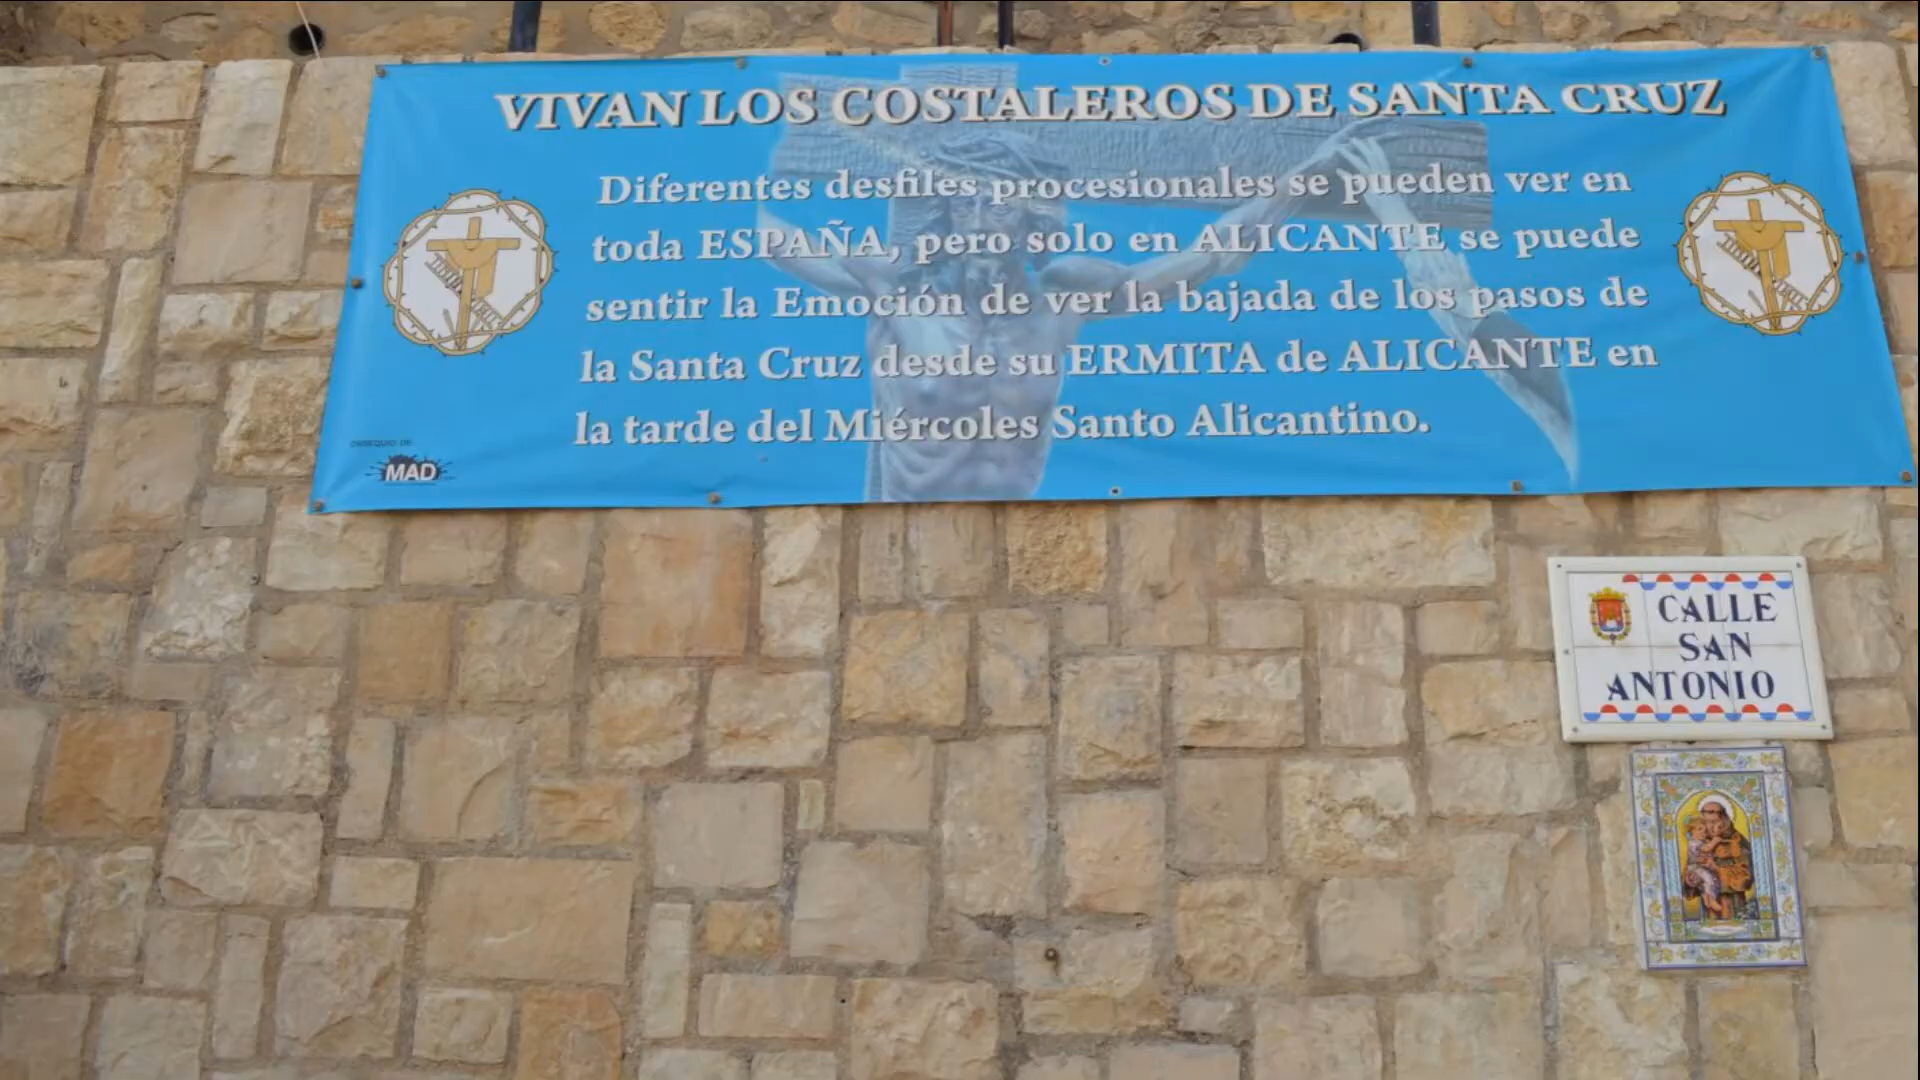 VIVAN LOS COSTALEROS DE SANTA CRUZ
Diferentes desfiles procesionales se pueden ver en
toda ESPAÑA, pero solo en ALICANTE se puede
sentir la Emoción de ver la bajada de los pasos de
la Santa Cruz desde su ERMITA de ALICANTE en
la tarde del Miércoles Santo Alicantino.
OBSEQUIO DE
MAD
CALLE
SAN
ANTONIO